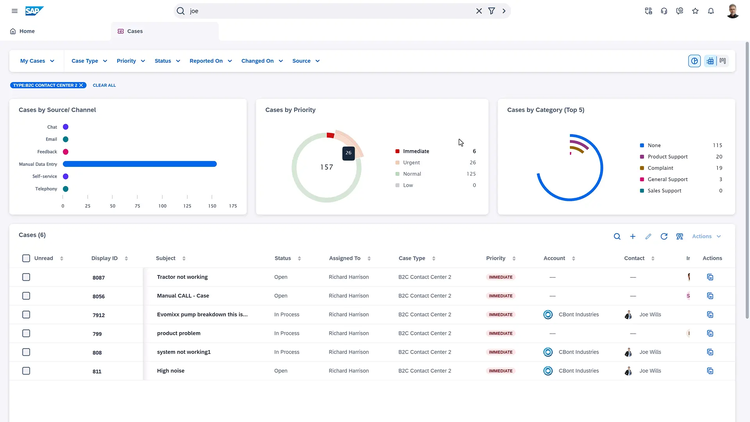 SAP
joe
Home
Cases
My Cases
Case Type
Priority
Status
Reported On
Changed On
Source
TYPE:B2C CONTACT CENTER 2
CLEAR ALL
Cases by Source/ Channel
Chat
Email
Feedback
Manual Data Entry
Self-service
Telephony
0 25 50 75 100 125 150 175
Cases by Priority
157
26
Immediate 6
Urgent 26
Normal 125
Low 0
Cases by Category (Top 5)
None 115
Product Support 20
Complaint 19
General Support 3
Sales Support 0
Cases (6)
Actions
Unread Display ID Subject Status Assigned To Case Type Priority Account Contact Actions
8087 Tractor not working Open Richard Harrison B2C Contact Center 2 IMMEDIATE — —
8056 Manual CALL - Case Open Richard Harrison B2C Contact Center 2 IMMEDIATE — —
7912 Evomixx pump breakdown this is... In Process Richard Harrison B2C Contact Center 2 IMMEDIATE CBont Industries Joe Wills
799 product problem In Process Richard Harrison B2C Contact Center 2 IMMEDIATE — —
808 system not working1 In Process Richard Harrison B2C Contact Center 2 IMMEDIATE CBont Industries Joe Wills
811 High noise Open Richard Harrison B2C Contact Center 2 IMMEDIATE CBont Industries Joe Wills